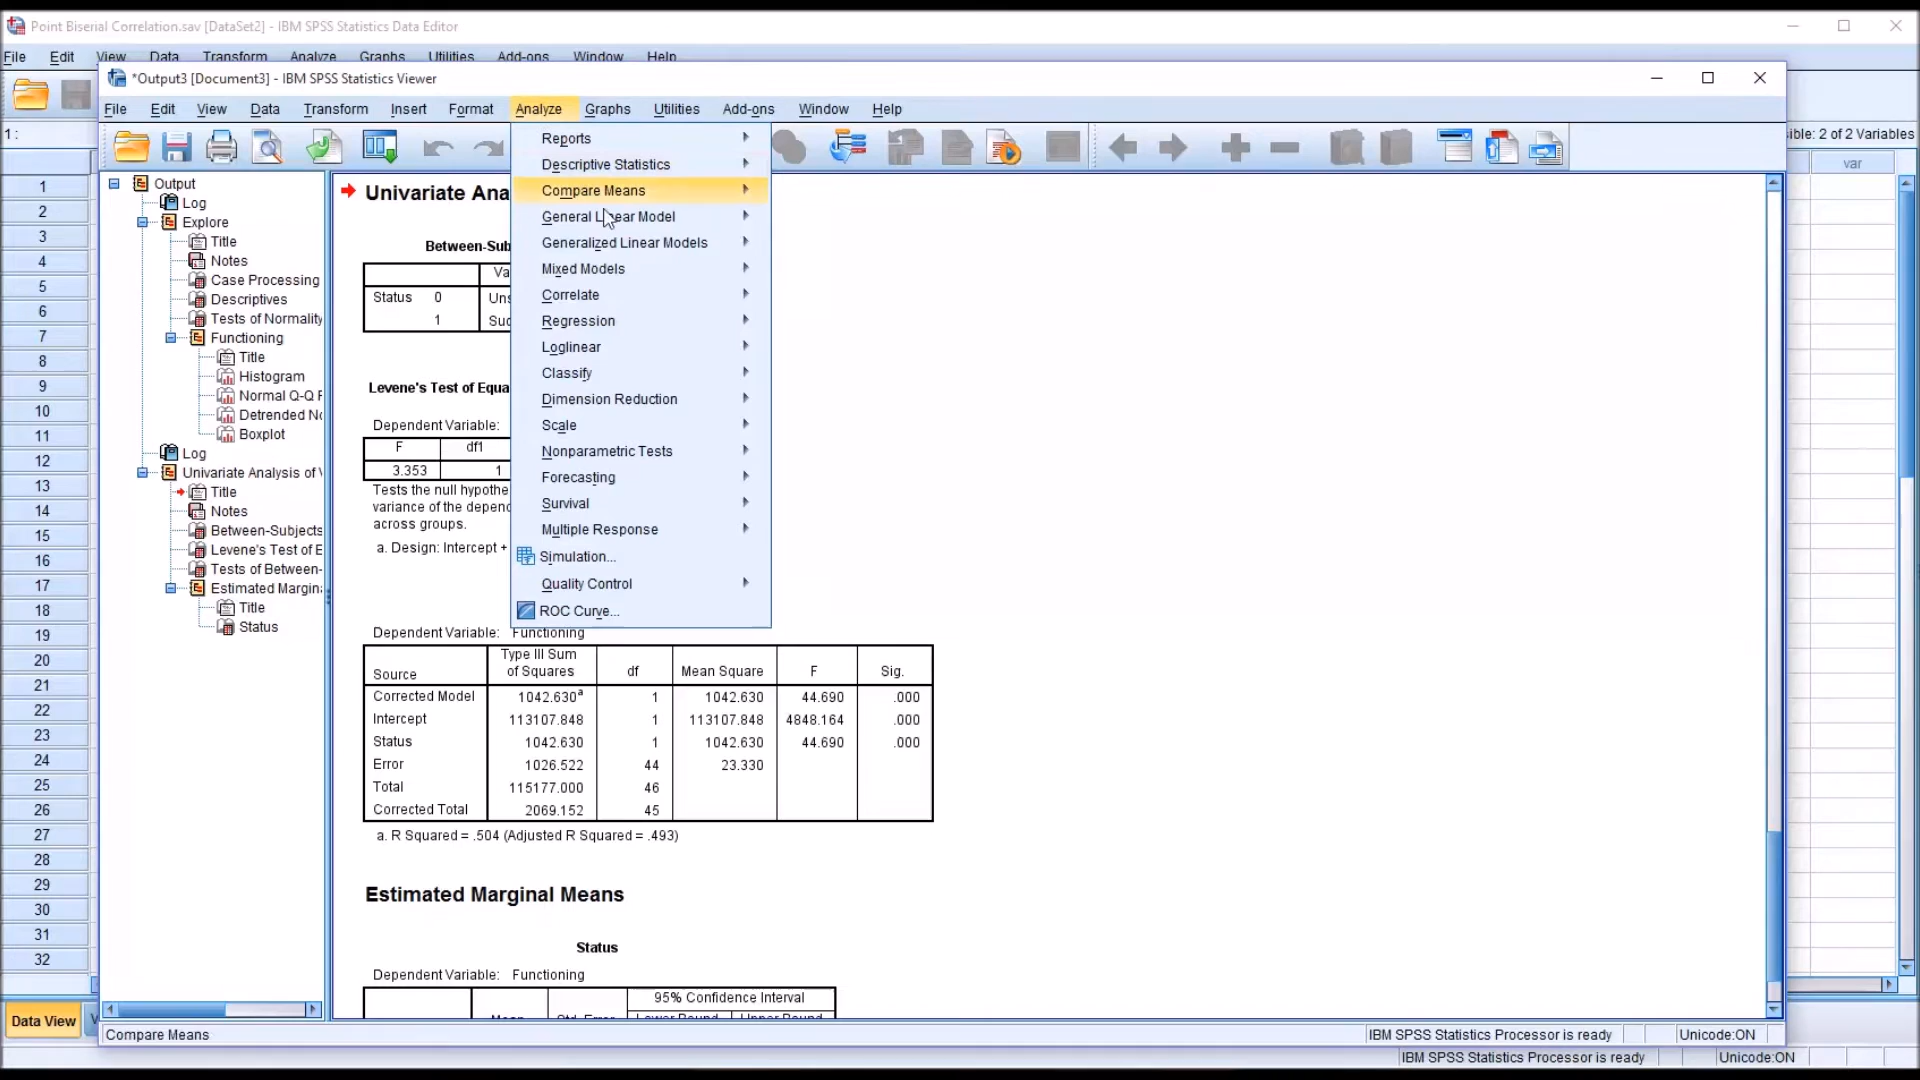 Point Biserial Correlation.sav [DataSet2] - IBM SPSS Statistics Data Editor
File Edit View Data Transform Analyze Graphs Utilities Add-ons Window Help
*Output3 [Document3] - IBM SPSS Statistics Viewer
File Edit View Data Transform Insert Format Analyze Graphs Utilities Add-ons Window Help
1 :
ible: 2 of 2 Variables
var
1
2
3
4
5
6
7
8
9
10
11
12
13
14
15
16
17
18
19
20
21
22
23
24
25
26
27
28
29
30
31
32
Data View
Output
Log
Explore
Title
Notes
Case Processing
Descriptives
Tests of Normality
Functioning
Title
Histogram
Normal Q-Q
Detrended No
Boxplot
Log
Univariate Analysis of
Title
Notes
Between-Subjects
Levene's Test of E
Tests of Between-
Estimated Margin
Title
Status
Reports
Descriptive Statistics
Compare Means
General Linear Model
Generalized Linear Models
Mixed Models
Correlate
Regression
Loglinear
Classify
Dimension Reduction
Scale
Nonparametric Tests
Forecasting
Survival
Multiple Response
Simulation...
Quality Control
ROC Curve...
Univariate Ana
Between-Sub
Va
Status 0 Uns
1 Suc
Levene's Test of Equa
Dependent Variable:
F df1
3.353 1
Tests the null hypothe
variance of the depend
across groups.
a. Design: Intercept +
Dependent Variable: Functioning
Source Type III Sum of Squares df Mean Square F Sig.
Corrected Model 1042.630a 1 1042.630 44.690 .000
Intercept 113107.848 1 113107.848 4848.164 .000
Status 1042.630 1 1042.630 44.690 .000
Error 1026.522 44 23.330
Total 115177.000 46
Corrected Total 2069.152 45
a. R Squared = .504 (Adjusted R Squared = .493)
Estimated Marginal Means
Status
Dependent Variable: Functioning
95% Confidence Interval
Mean Std. Error Lower Bound Upper Bound
Compare Means
IBM SPSS Statistics Processor is ready Unicode:ON
IBM SPSS Statistics Processor is ready Unicode:ON